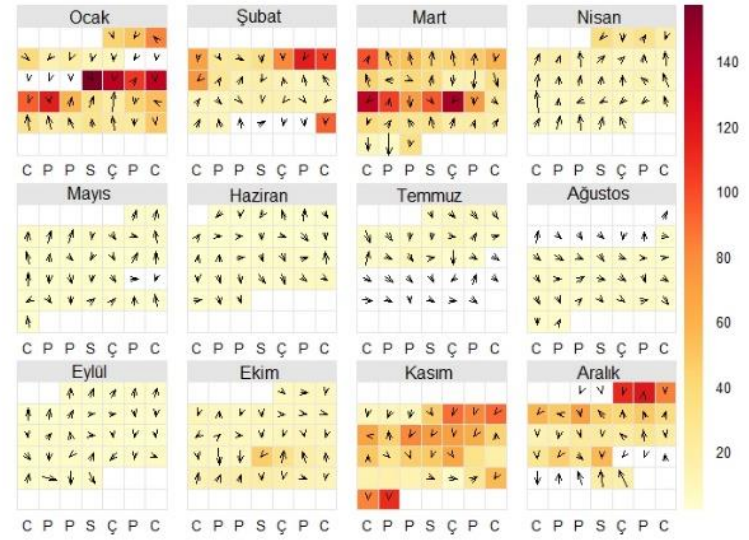 Ocak Şubat Mart Nisan
C P P S Ç P C C P P S Ç P C C P P S Ç P C C P P S Ç P C
Mayıs Haziran Temmuz Ağustos
C P P S Ç P C C P P S Ç P C C P P S Ç P C C P P S Ç P C
Eylül Ekim Kasım Aralık
C P P S Ç P C C P P S Ç P C C P P S Ç P C C P P S Ç P C
140
120
100
80
60
40
20